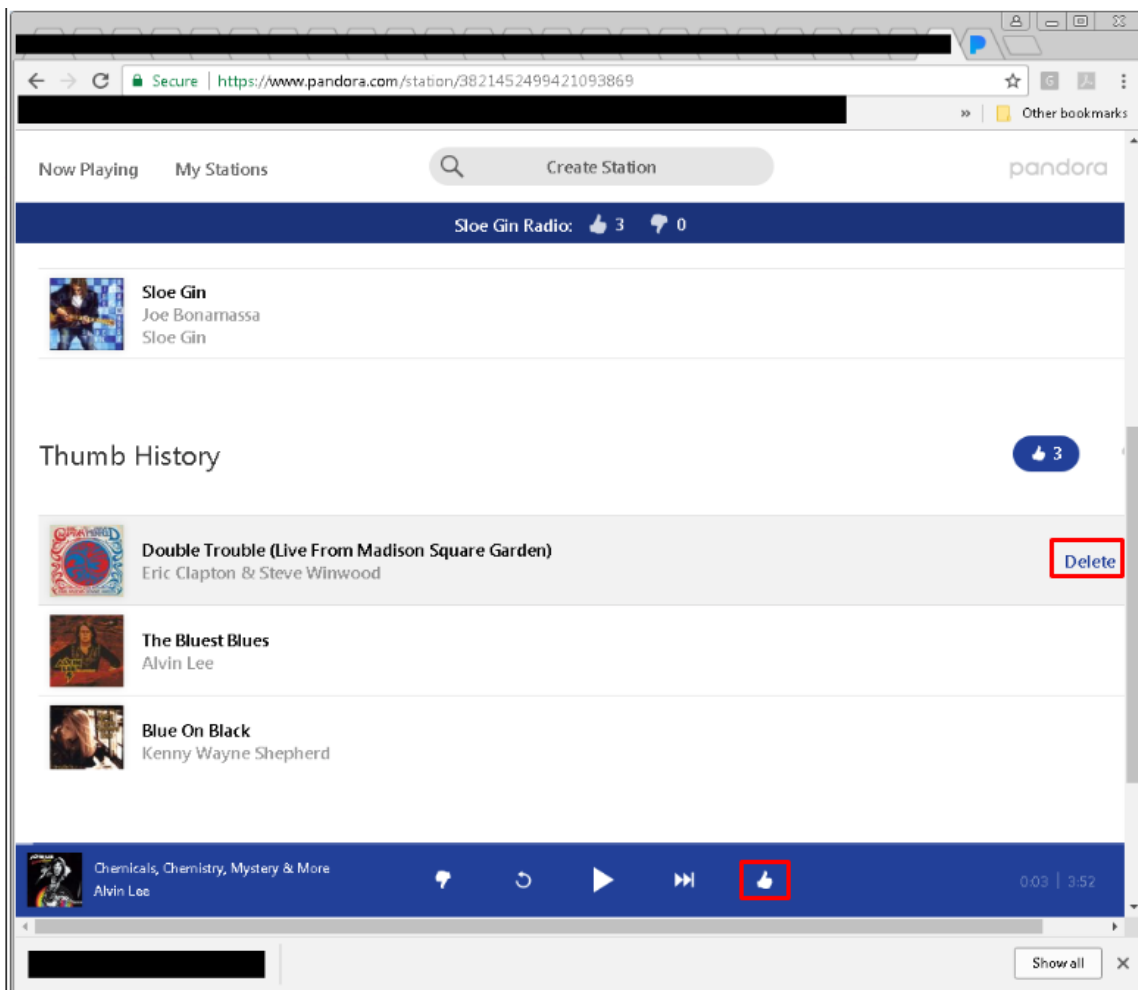 Secure | https://www.pandora.com/station/3821452499421093869
G
» Other bookmarks
Now Playing My Stations Create Station pandora
Sloe Gin Radio: 3 0
Sloe Gin
Joe Bonamassa
Sloe Gin
Thumb History 3
Double Trouble (Live From Madison Square Garden)
Eric Clapton & Steve Winwood
Delete
The Bluest Blues
Alvin Lee
Blue On Black
Kenny Wayne Shepherd
Chemicals, Chemistry, Mystery & More
Alvin Lee
0:03 | 3:52
Show all